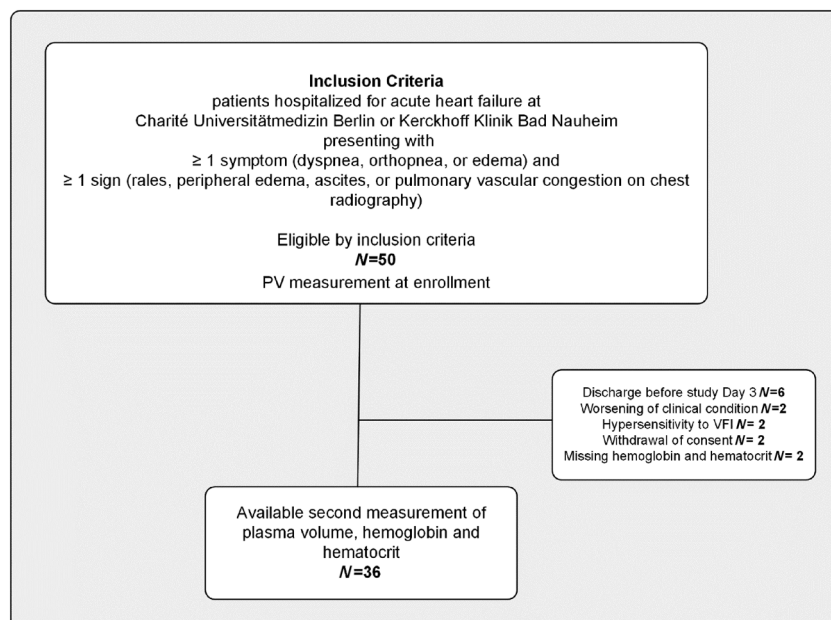 Inclusion Criteria
patients hospitalized for acute heart failure at
Charité Universitätmedizin Berlin or Kerckhoff Klinik Bad Nauheim
presenting with
≥ 1 symptom (dyspnea, orthopnea, or edema) and
≥ 1 sign (rales, peripheral edema, ascites, or pulmonary vascular congestion on chest
radiography)
Eligible by inclusion criteria
N=50
PV measurement at enrollment
Discharge before study Day 3 N=6
Worsening of clinical condition N=2
Hypersensitivity to VFI N= 2
Withdrawal of consent N= 2
Missing hemoglobin and hematocrit N= 2
Available second measurement of
plasma volume, hemoglobin and
hematocrit
N=36